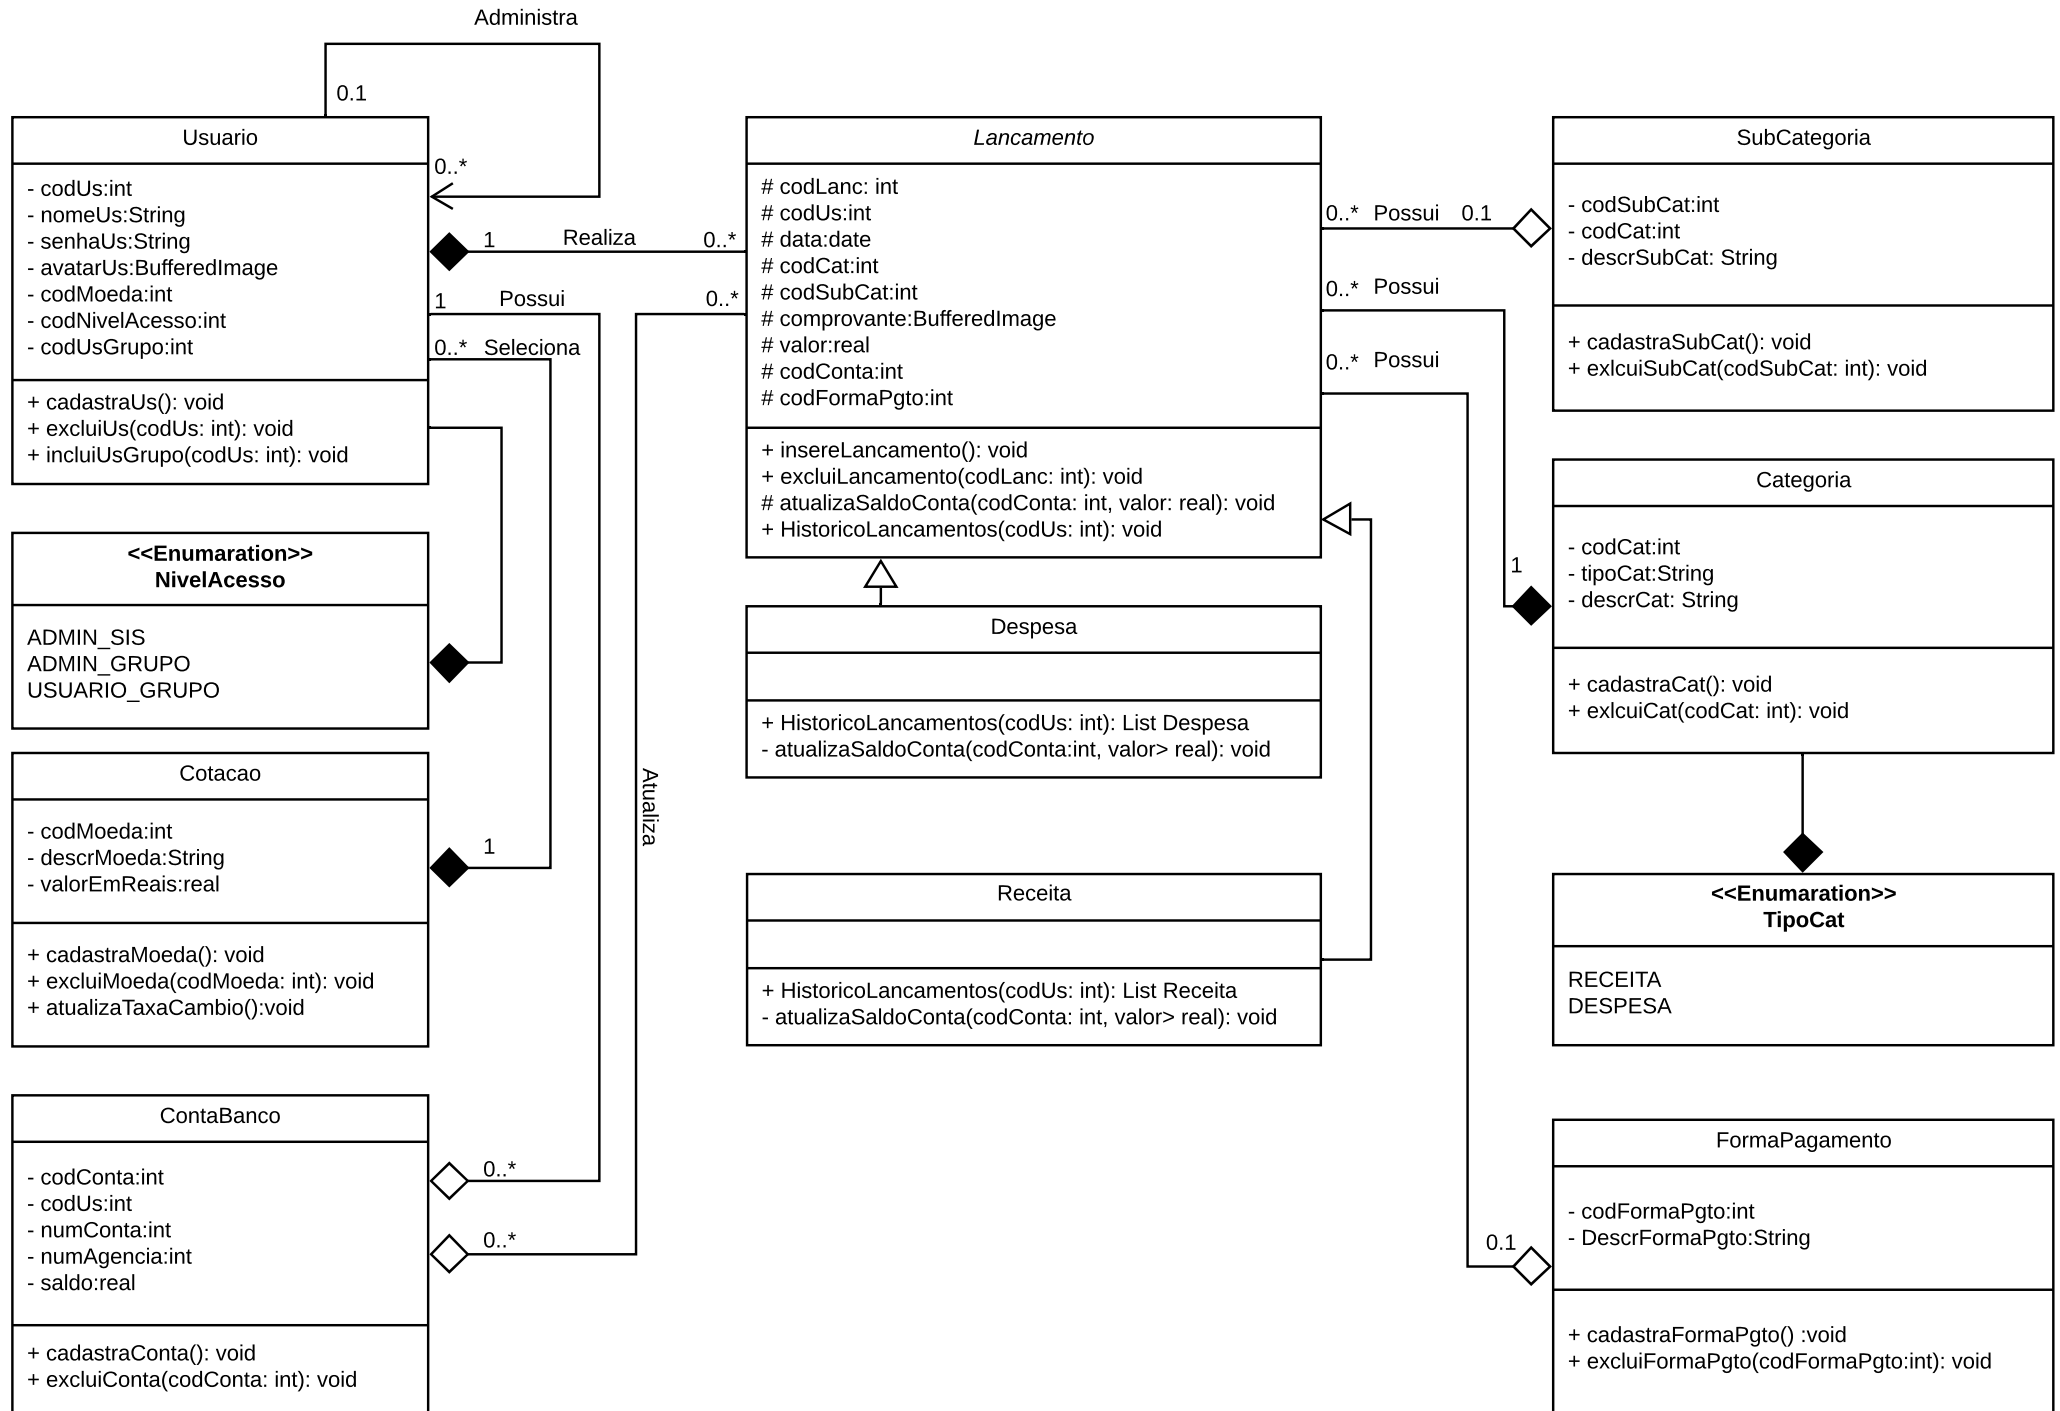 Administra
0.1
0..*
Usuario
- codUs:int
- nomeUs:String
- senhaUs:String
- avatarUs:BufferedImage
- codMoeda:int
- codNivelAcesso:int
- codUsGrupo:int
+ cadastraUs(): void
+ excluiUs(codUs: int): void
+ incluiUsGrupo(codUs: int): void
1
Realiza
0..*
1
Possui
0..*
0..*
Seleciona
<<Enumaration>>
NivelAcesso
ADMIN_SIS
ADMIN_GRUPO
USUARIO_GRUPO
Cotacao
- codMoeda:int
- descrMoeda:String
- valorEmReais:real
+ cadastraMoeda(): void
+ excluiMoeda(codMoeda: int): void
+ atualizaTaxaCambio():void
1
Atualiza
ContaBanco
- codConta:int
- codUs:int
- numConta:int
- numAgencia:int
- saldo:real
+ cadastraConta(): void
+ excluiConta(codConta: int): void
0..*
0..*
Lancamento
# codLanc: int
# codUs:int
# data:date
# codCat:int
# codSubCat:int
# comprovante:BufferedImage
# valor:real
# codConta:int
# codFormaPgto:int
+ insereLancamento(): void
+ excluiLancamento(codLanc: int): void
# atualizaSaldoConta(codConta: int, valor: real): void
+ HistoricoLancamentos(codUs: int): void
Despesa
+ HistoricoLancamentos(codUs: int): List Despesa
- atualizaSaldoConta(codConta:int, valor> real): void
Receita
+ HistoricoLancamentos(codUs: int): List Receita
- atualizaSaldoConta(codConta: int, valor> real): void
0..*
Possui
0.1
0..*
Possui
1
0..*
Possui
0.1
SubCategoria
- codSubCat:int
- codCat:int
- descrSubCat: String
+ cadastraSubCat(): void
+ exlcuiSubCat(codSubCat: int): void
Categoria
- codCat:int
- tipoCat:String
- descrCat: String
+ cadastraCat(): void
+ exlcuiCat(codCat: int): void
<<Enumaration>>
TipoCat
RECEITA
DESPESA
FormaPagamento
- codFormaPgto:int
- DescrFormaPgto:String
+ cadastraFormaPgto() :void
+ excluiFormaPgto(codFormaPgto:int): void